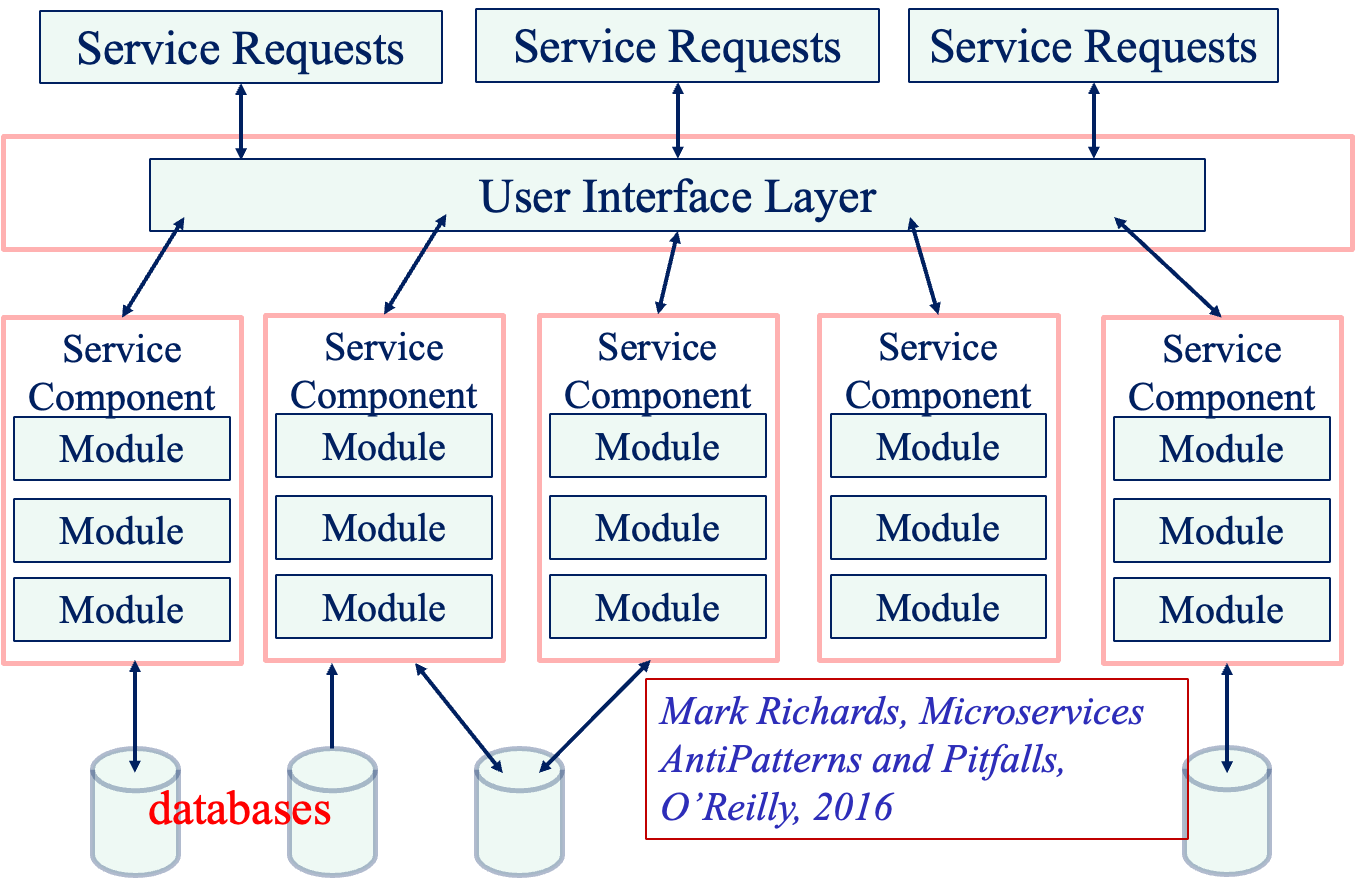 Service Requests
Service Requests
Service Requests
User Interface Layer
Service
Component
Module
Module
Module
Service
Component
Module
Module
Module
Service
Component
Module
Module
Module
Service
Component
Module
Module
Module
Service
Component
Module
Module
Module
databases
Mark Richards, Microservices
AntiPatterns and Pitfalls,
O’Reilly, 2016